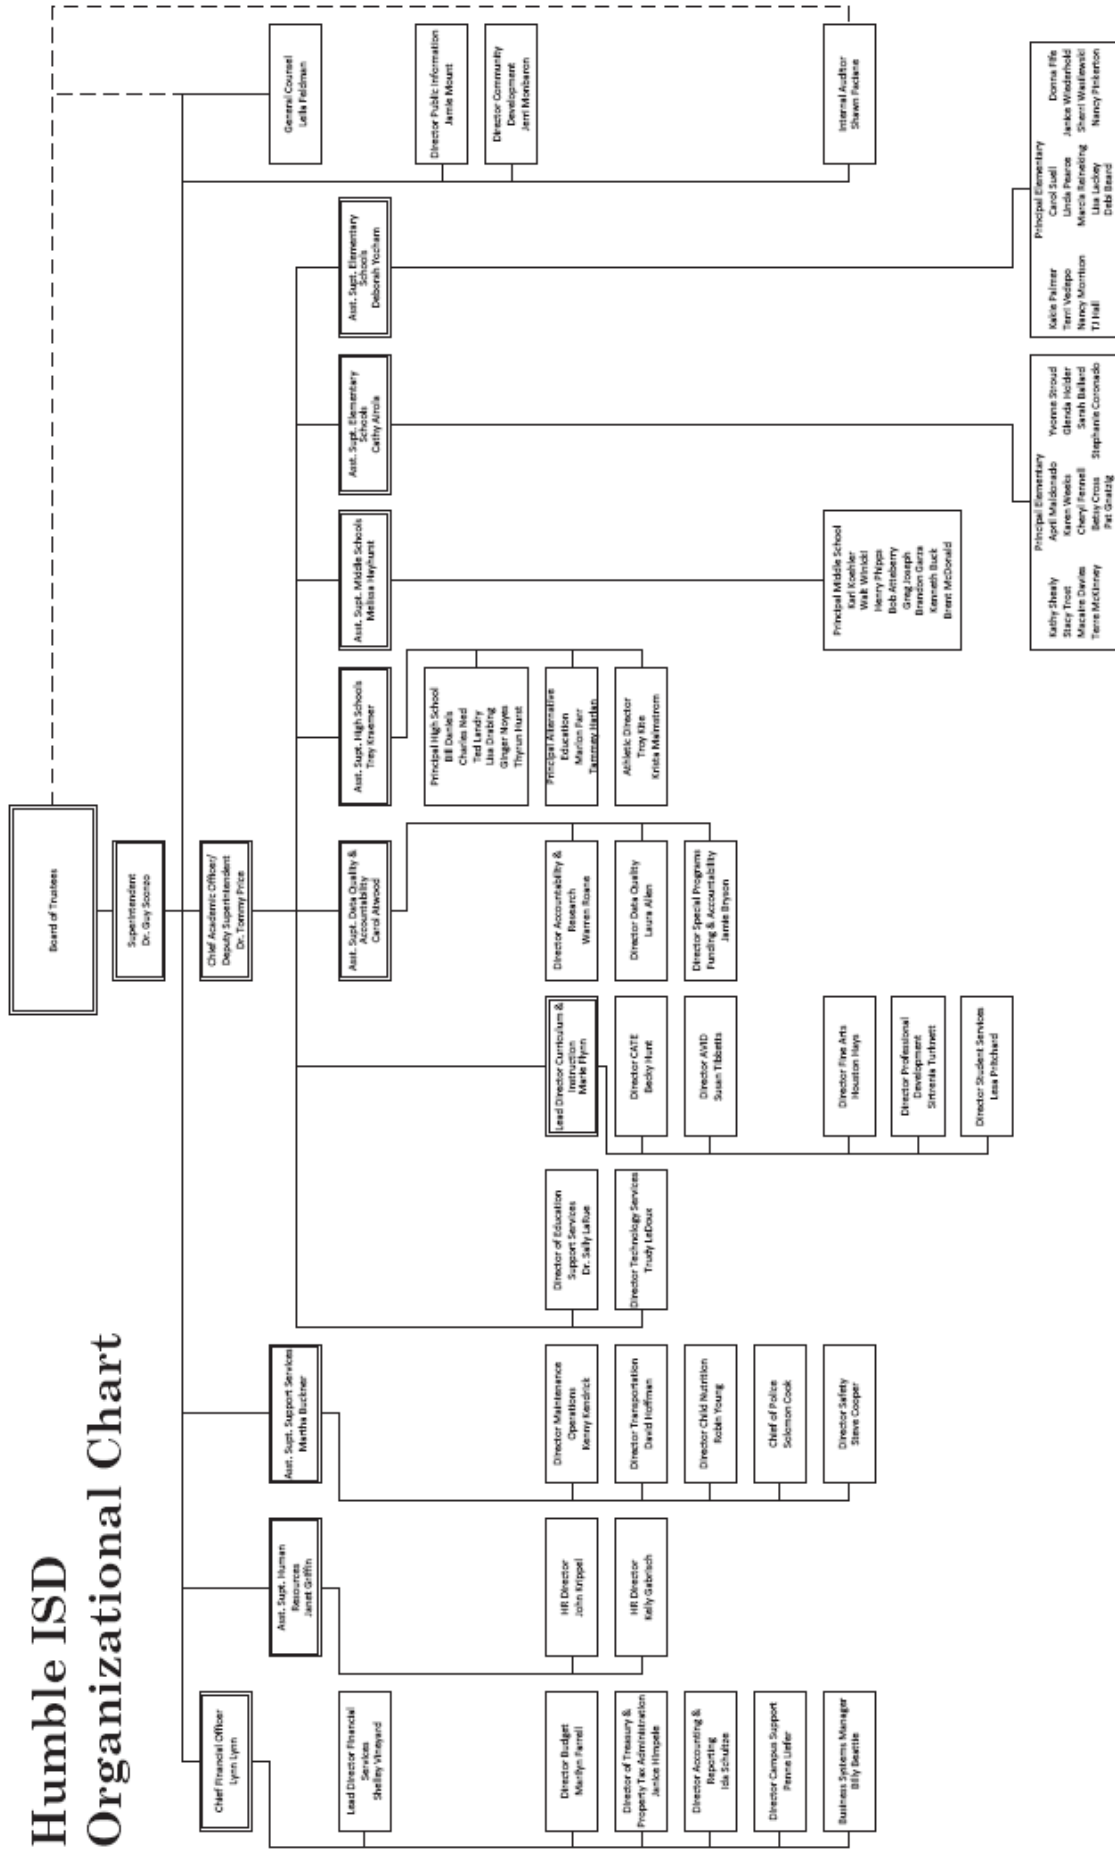 Humble ISD
Organizational Chart
Board of Trustees
Superintendent
Dr. Guy Sconzo
Chief Academic Officer/
Deputy Superintendent
Dr. Tommy Price
Chief Financial Officer
Lynn Lynn
Lead Director Financial
Services
Shelley Vineyard
Director Budget
Marilyn Farrell
Director of Treasury &
Property Tax Administration
Janice Himpele
Director Accounting &
Reporting
Ida Schultze
Director Campus Support
Penne Liefer
Business Systems Manager
Billy Beattie
Asst. Supt. Human
Resources
Janet Griffin
HR Director
John Krippel
HR Director
Kelly Gabrisch
Asst. Supt. Support Services
Martha Buckner
Director Maintenance
Operations
Kenny Kendrick
Director Transportation
David Hoffman
Director Child Nutrition
Robin Young
Chief of Police
Solomon Cook
Director Safety
Steve Cooper
Director of Education
Support Services
Dr. Sally LaRue
Director Technology Services
Trudy LeDoux
Lead Director Curriculum &
Instruction
Marie Flynn
Director CATE
Becky Hunt
Director AVID
Susan Tibbetts
Director Fine Arts
Houston Hays
Director Professional
Development
Sirtrenia Turknett
Director Student Services
Lesa Pritchard
Asst. Supt. Data Quality &
Accountability
Carol Atwood
Director Accountability &
Research
Warren Roane
Director Data Quality
Laura Allen
Director Special Programs
Funding & Accountability
Jamie Bryson
Asst. Supt. High Schools
Trey Kraemer
Principal High School
Bill Daniels
Charles Ned
Ted Landry
Lisa Drabing
Ginger Noyes
Thyrun Hurst
Principal Alternative
Education
Marlon Farr
Tammey Harlan
Athletic Director
Troy Kite
Krista Malmstrom
Asst. Supt. Middle Schools
Melissa Hayhurst
Principal Middle School
Karl Koehler
Walt Winicki
Henry Phipps
Bob Atteberry
Greg Joseph
Brandon Garza
Kenneth Buck
Brent McDonald
Asst. Supt. Elementary
Schools
Cathy Airola
Principal Elementary
Kathy Shealy April Maldonado Yvonne Stroud
Stacy Trost Karen Weeks Glenda Holder
Macaire Davies Cheryl Fennell Sarah Ballard
Terre McKinney Betsy Cross Stephanie Coronado
Pat Gnatzig
Asst. Supt. Elementary
Schools
Deborah Yocham
Principal Elementary
Kakie Palmer Carol Suell Donna Fife
Terri Vedepo Linda Pearce Janice Wiederhold
Nancy Morrison Marcia Reineking Sherri Wasilewski
TJ Hall Lisa Lackey Nancy Pinkerton
Debi Beard
General Counsel
Leila Feldman
Director Public Information
Jamie Mount
Director Community
Development
Jerri Monbaron
Internal Auditor
Shawn Faciane